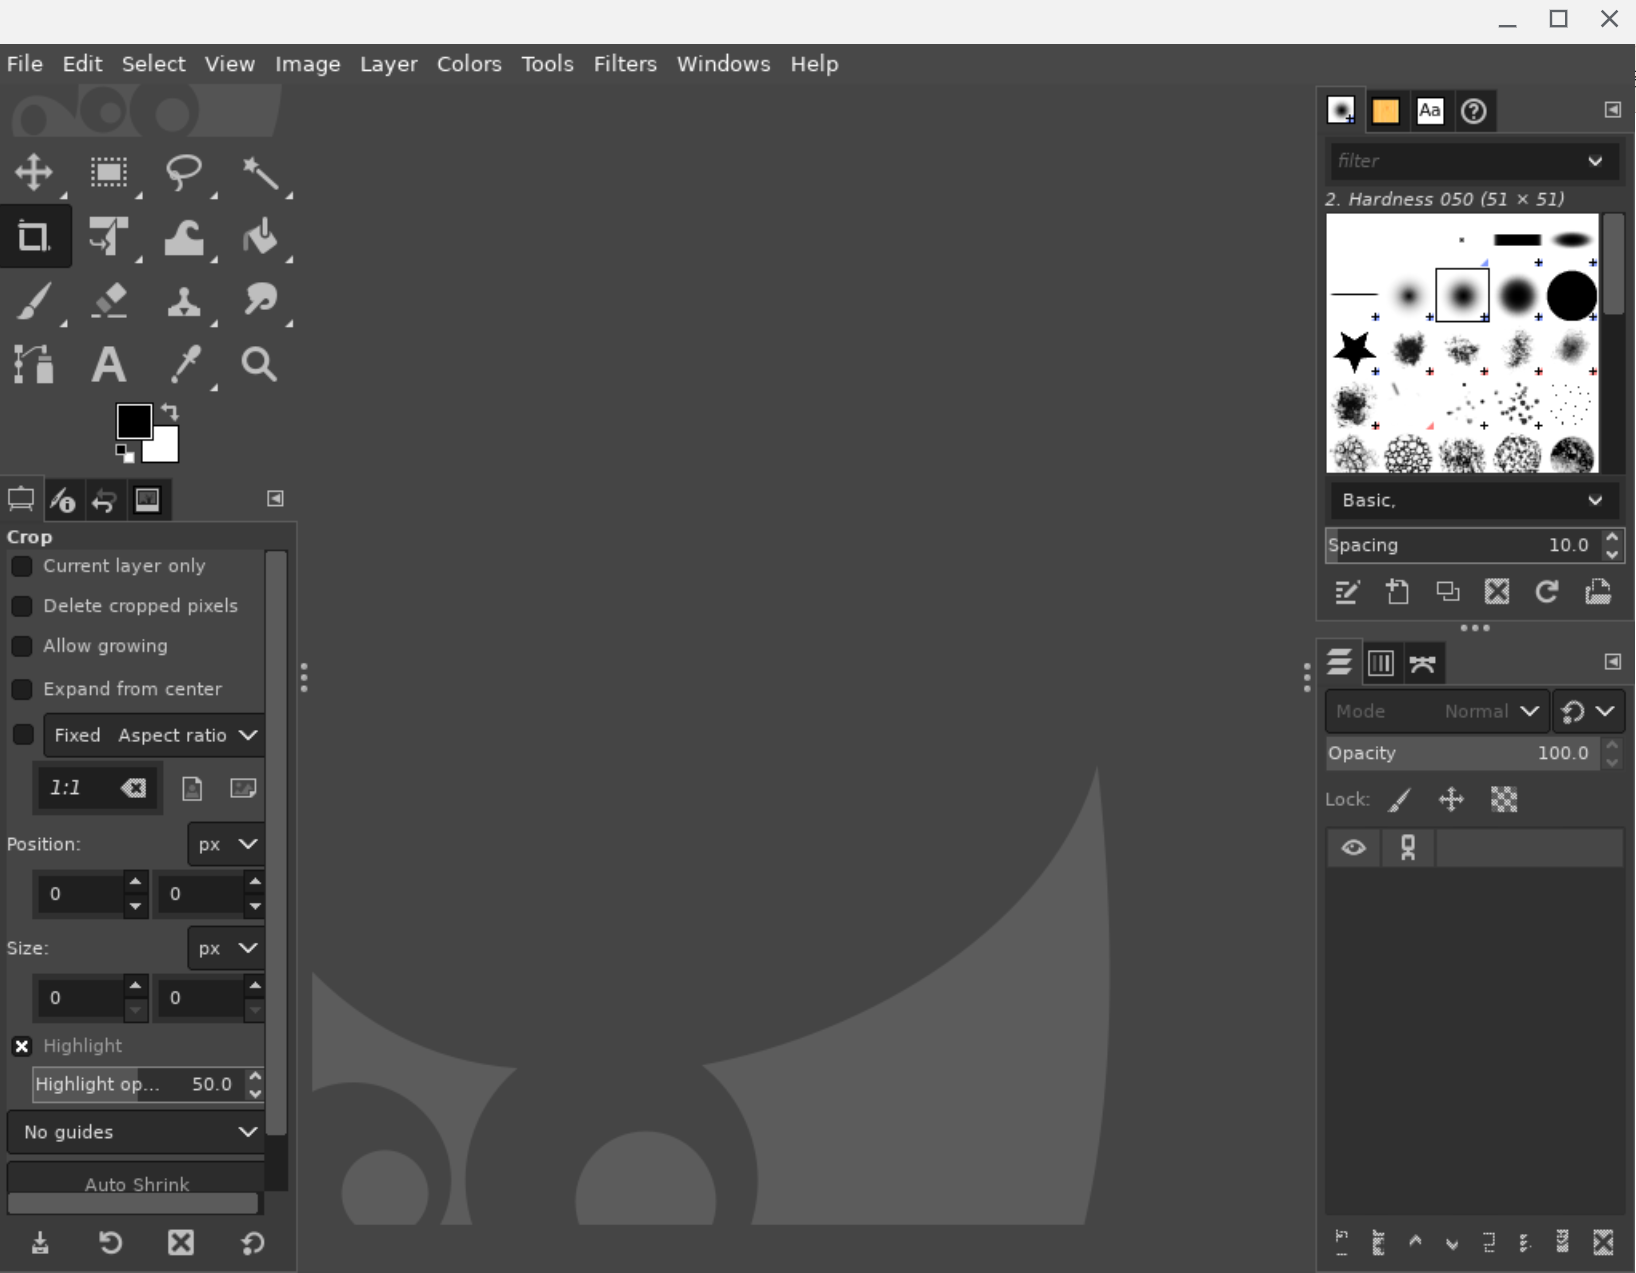 File Edit Select View Image Layer Colors Tools Filters Windows Help
Aa
filter
2. Hardness 050 (51 × 51)
Basic,
Spacing 10.0
Crop
Current layer only
Delete cropped pixels
Allow growing
Expand from center
Fixed Aspect ratio
1:1
Position: px
0 0
Size: px
0 0
Highlight
Highlight op... 50.0
No guides
Auto Shrink
Mode Normal
Opacity 100.0
Lock: